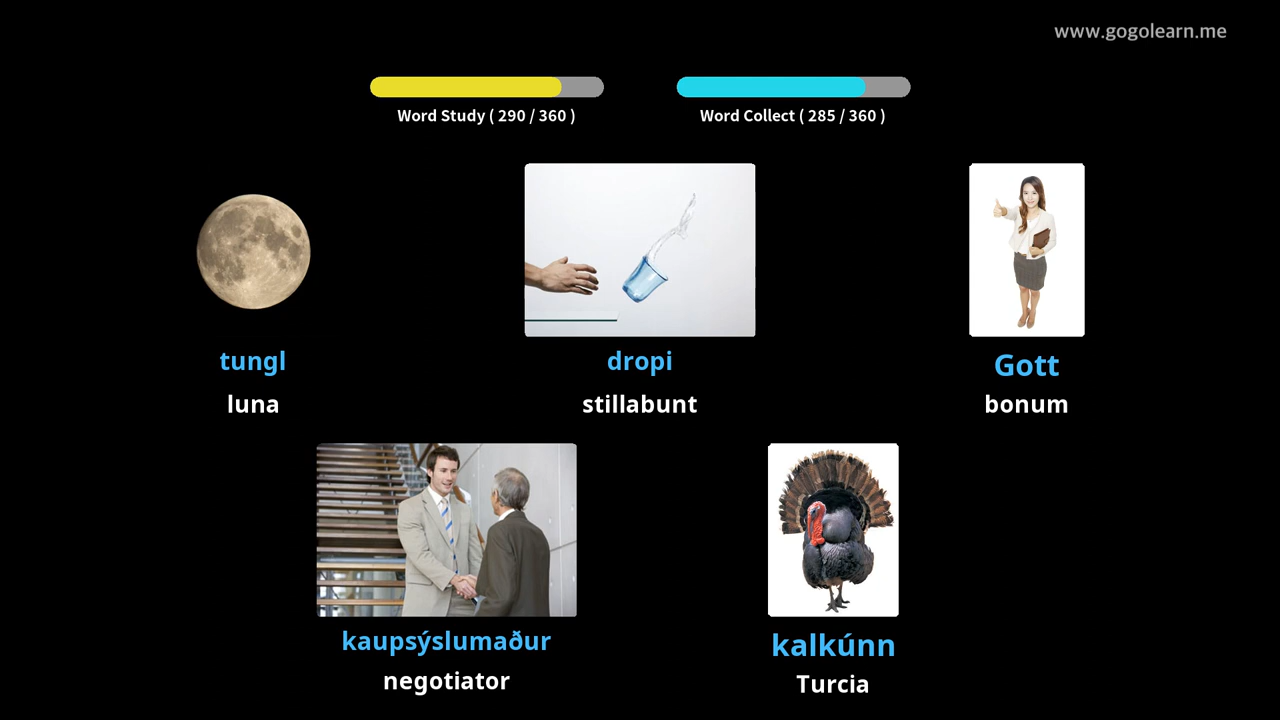 www.gogolearn.me
Word Study ( 290 / 360 )
Word Collect ( 285 / 360 )
tungl
luna
dropi
stillabunt
Gott
bonum
kaupsýslumaður
negotiator
kalkúnn
Turcia